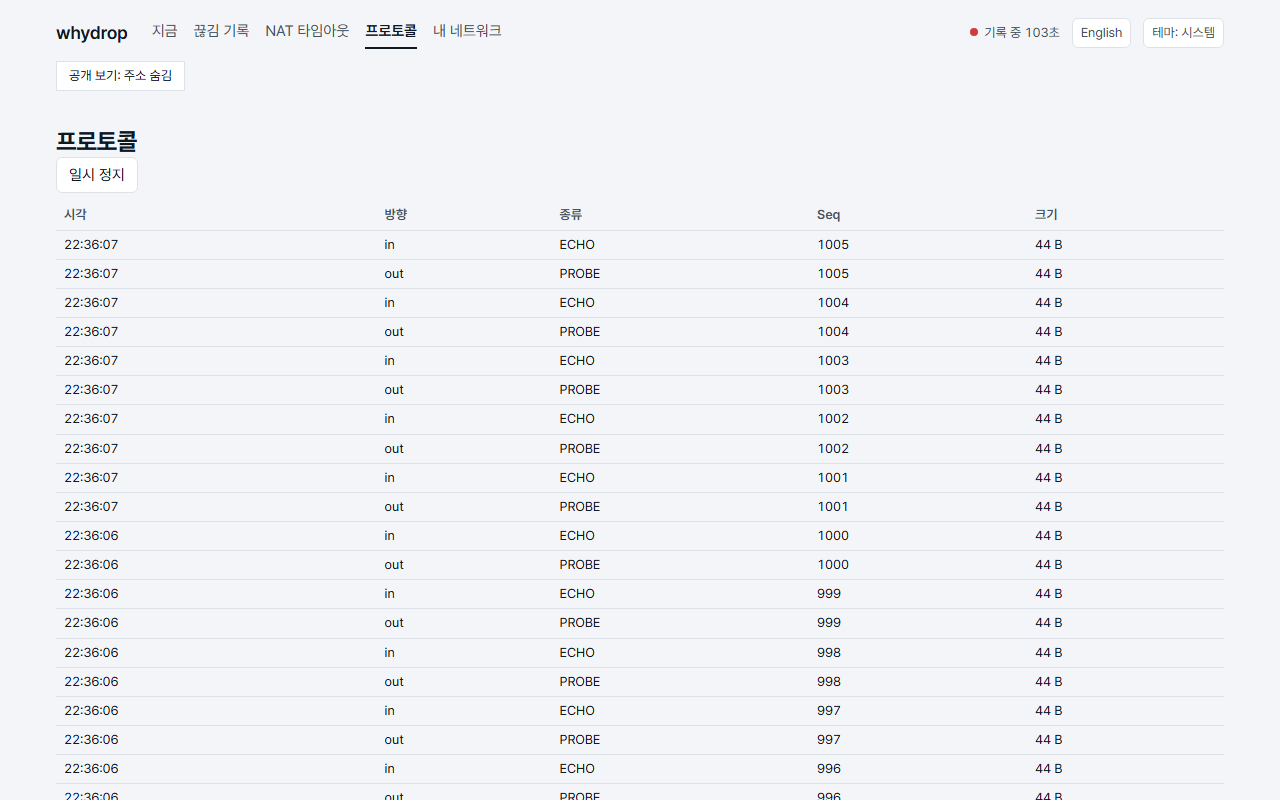 whydrop 지금 끊김 기록 NAT 타임아웃 프로토콜 내 네트워크 기록 중 103초 English 테마: 시스템
공개 보기: 주소 숨김
프로토콜
일시 정지
시각 방향 종류 Seq 크기
22:36:07 in ECHO 1005 44 B
22:36:07 out PROBE 1005 44 B
22:36:07 in ECHO 1004 44 B
22:36:07 out PROBE 1004 44 B
22:36:07 in ECHO 1003 44 B
22:36:07 out PROBE 1003 44 B
22:36:07 in ECHO 1002 44 B
22:36:07 out PROBE 1002 44 B
22:36:07 in ECHO 1001 44 B
22:36:07 out PROBE 1001 44 B
22:36:06 in ECHO 1000 44 B
22:36:06 out PROBE 1000 44 B
22:36:06 in ECHO 999 44 B
22:36:06 out PROBE 999 44 B
22:36:06 in ECHO 998 44 B
22:36:06 out PROBE 998 44 B
22:36:06 in ECHO 997 44 B
22:36:06 out PROBE 997 44 B
22:36:06 in ECHO 996 44 B
22:36:06 out PROBE 996 44 B